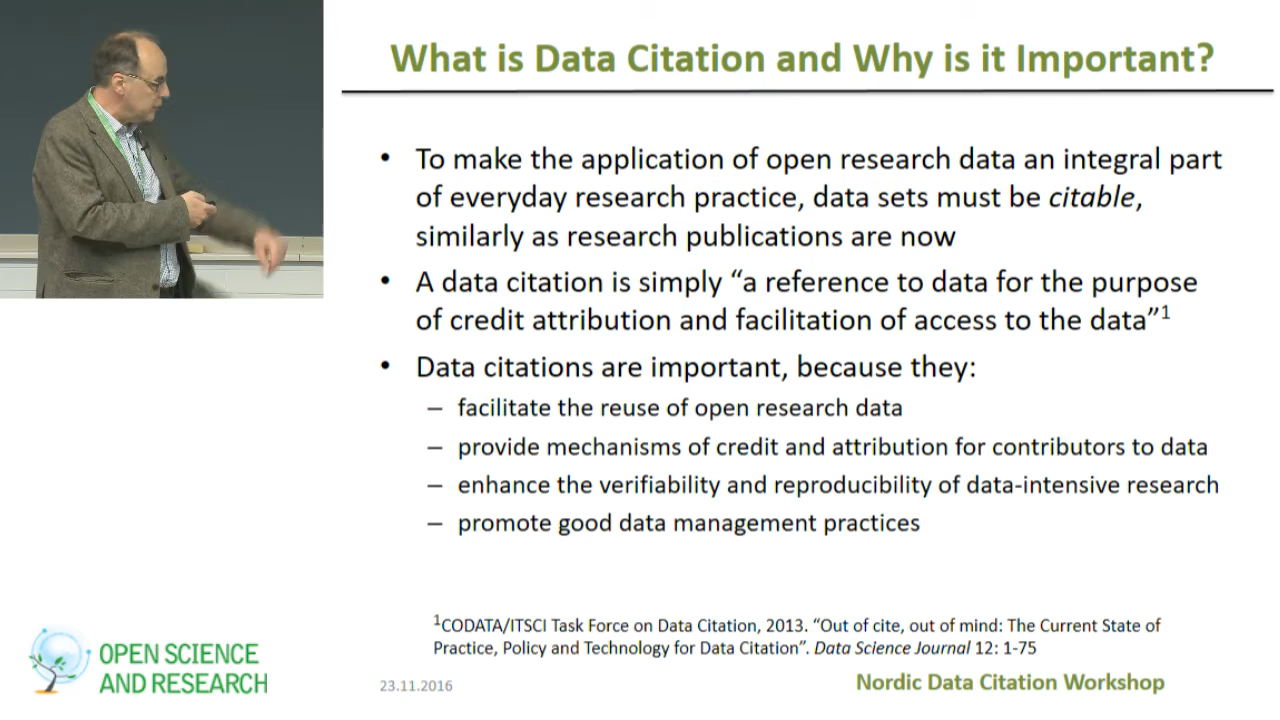 What is Data Citation and Why is it Important?
• To make the application of open research data an integral part
of everyday research practice, data sets must be citable,
similarly as research publications are now
• A data citation is simply “a reference to data for the purpose
of credit attribution and facilitation of access to the data”¹
• Data citations are important, because they:
– facilitate the reuse of open research data
– provide mechanisms of credit and attribution for contributors to data
– enhance the verifiability and reproducibility of data-intensive research
– promote good data management practices
¹CODATA/ITSCI Task Force on Data Citation, 2013. “Out of cite, out of mind: The Current State of
Practice, Policy and Technology for Data Citation”. Data Science Journal 12: 1-75
OPEN SCIENCE
AND RESEARCH
23.11.2016
Nordic Data Citation Workshop